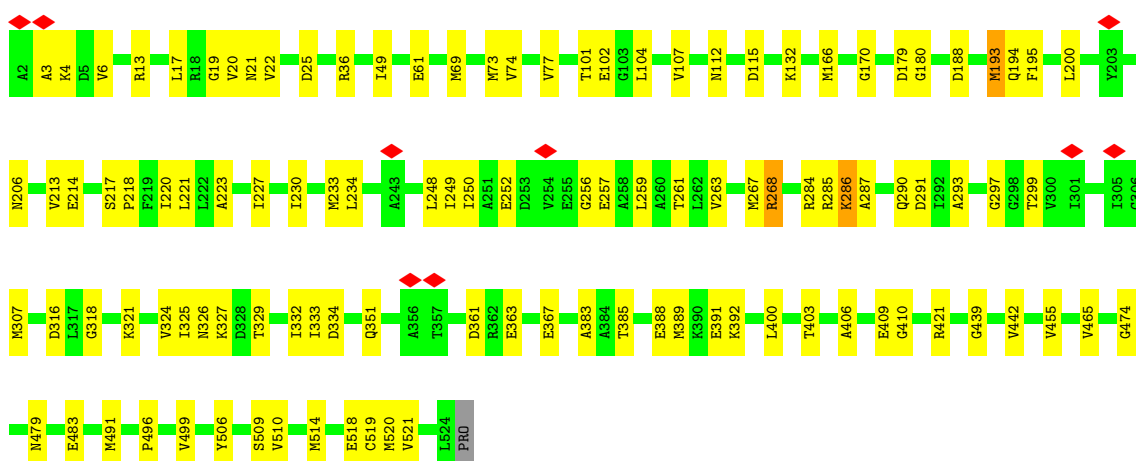 A2 A3 K4 D5 V6 R13 L17 R18 G19 V20 N21 V22 D25 R36 I49 E61 M69 M73 V74 V77 T101 E102 G103 L104 V107 N112 D115 K132 M166 G170 D179 G180 D188 M193 Q194 F195 L200 Y203
N206 V213 E214 S217 P218 F219 I220 L221 L222 A223 I227 I230 M233 L234 A243 L248 I249 I250 A251 E252 D253 V254 E255 G256 E257 A258 L259 A260 T261 L262 V263 M267 R268 R284 R285 K286 A287 Q290 D291 I292 A293 G297 G298 T299 V300 I301 I305 G306
M307 D316 L317 G318 K321 V324 I325 N326 K327 D328 T329 I332 I333 D334 Q351 A356 T357 D361 R362 E363 E367 A383 A384 T385 E388 M389 K390 E391 K392 L400 T403 A406 E409 G410 R421 G439 V442 V455 V465 G474
N479 E483 M491 P496 V499 Y506 S509 V510 M514 E518 C519 M520 V521 L524 PRO